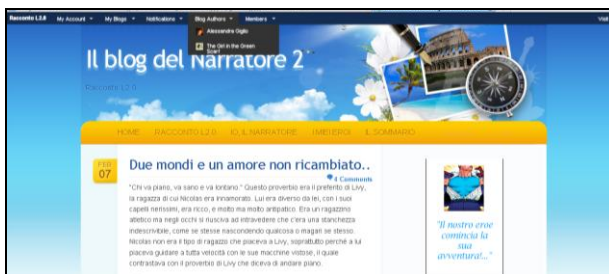 Racconto L2.0 My Account My Blogs Notifications Blog Authors Members Visit
Alessandra Giglio
The Girl in the Green
Scarf
Il blog del Narratore 2
Racconto L2.0
HOME RACCONTO L2.0 IO, IL NARRATORE I MIEI EROI IL SOMMARIO
FEB
07
Due mondi e un amore non ricambiato..
4 Comments
"Chi va piano, va sano e va lontano." Questo proverbio era il preferito di Livy,
la ragazza di cui Nicolas era innamorato. Lui era diverso da lei, con i suoi
capelli nerissimi, era ricco, e molto ma molto antipatico. Era un ragazzino
atletico ma negli occhi si riusciva ad intravedere che c'era una stanchezza
indescrivibile, come se stesse nascondendo qualcosa o magari se stesso.
Nicolas non era il tipo di ragazzo che piaceva a Livy, soprattutto perchè a lui
piaceva guidare a tutta velocità con le sue macchine vistose, il quale
contrastava con il proverbio di Livy che diceva di andare piano.
"Il nostro eroe
comincia la
sua
avventura!..."